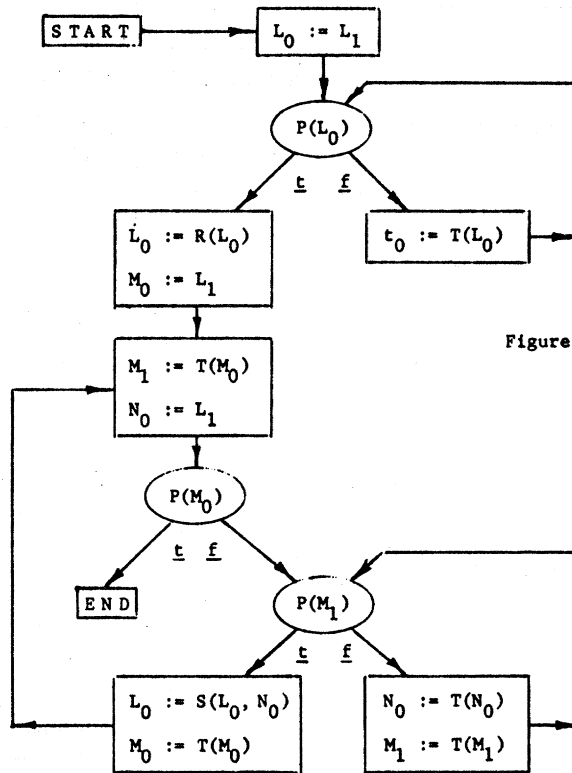 START
L0 := L1
P(L0)
t f
L0 := R(L0)
M0 := L1
t0 := T(L0)
Figure
M1 := T(M0)
N0 := L1
P(M0)
t f
END
P(M1)
t f
L0 := S(L0, N0)
M0 := T(M0)
N0 := T(N0)
M1 := T(M1)